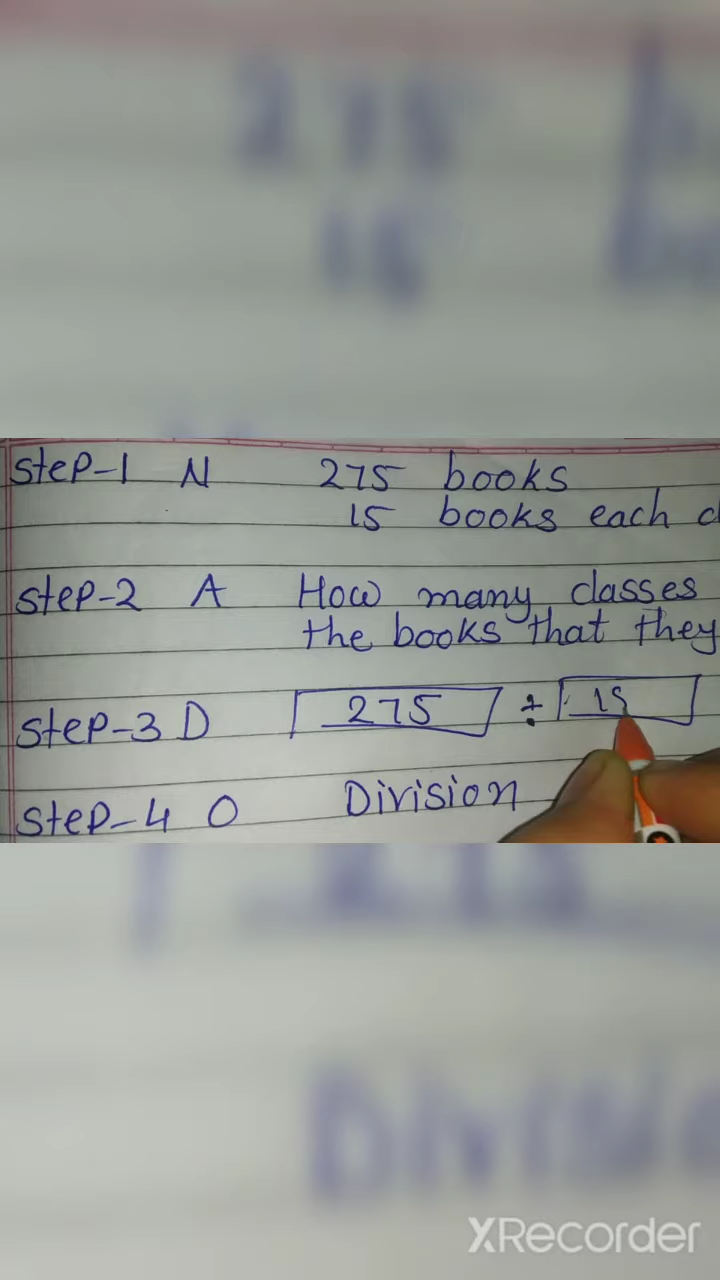 Step-1 N 275 books
15 books each
Step-2 A How many classes
the books that they
Step-3 D 275 ÷ 15
Step-4 O Division
XRecorder